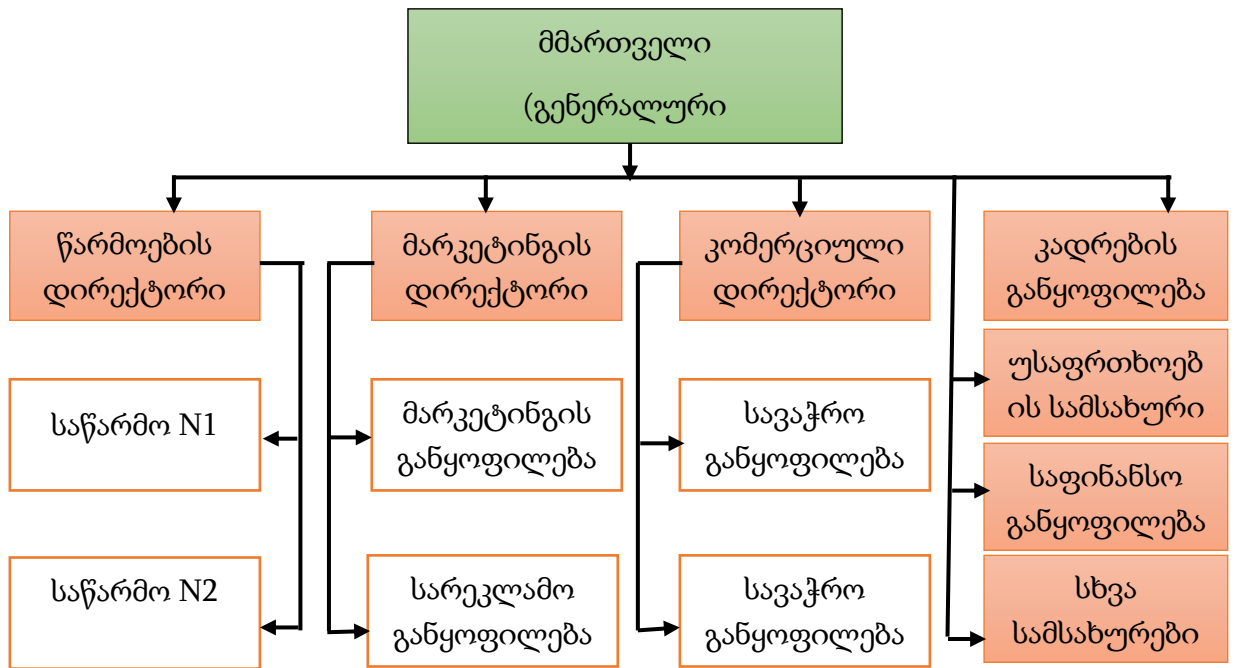 მმართველი
(გენერალური
წარმოების
დირექტორი
მარკეტინგის
დირექტორი
კომერციული
დირექტორი
კადრების
განყოფილება
საწარმო N1
მარკეტინგის
განყოფილება
სავაჭრო
განყოფილება
უსაფრთხოებ
ის სამსახური
საფინანსო
განყოფილება
საწარმო N2
სარეკლამო
განყოფილება
სავაჭრო
განყოფილება
სხვა
სამსახურები